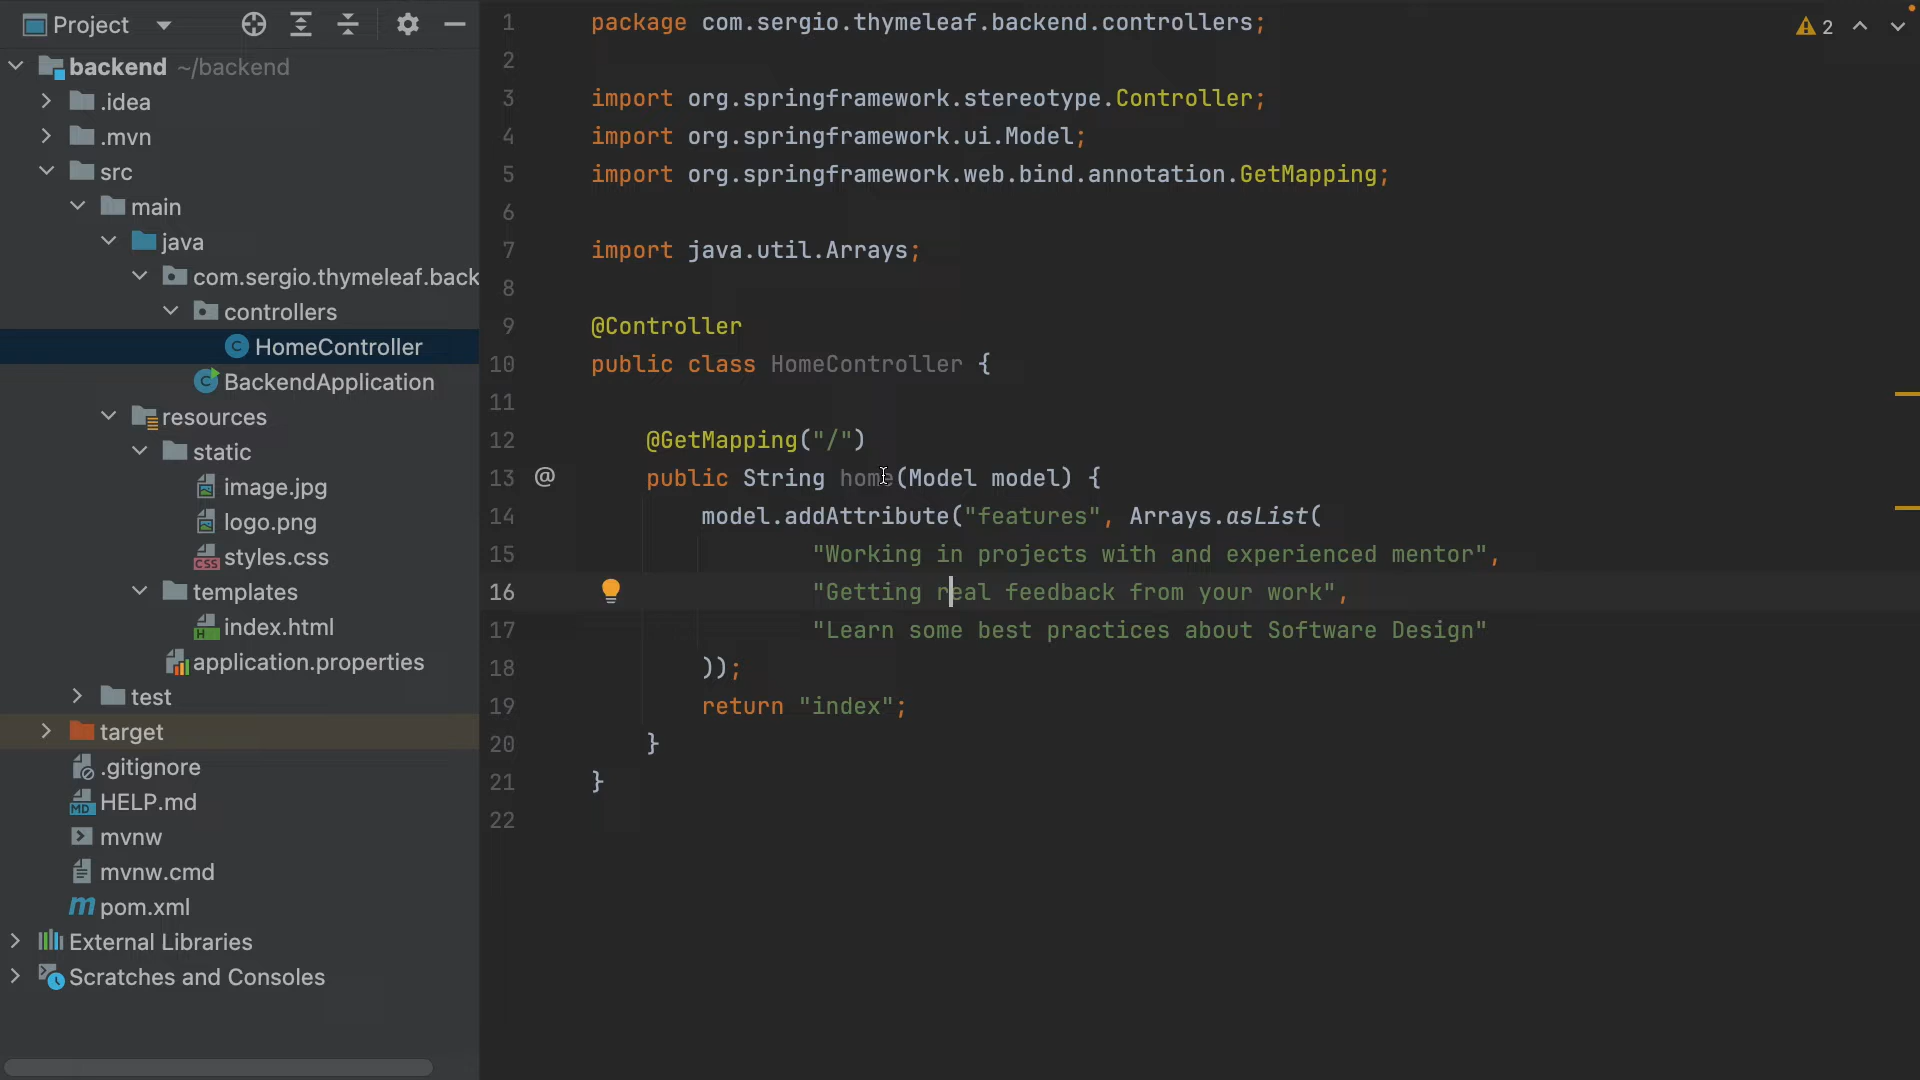 Project
backend ~/backend
.idea
.mvn
src
main
java
com.sergio.thymeleaf.back
controllers
HomeController
BackendApplication
resources
static
image.jpg
logo.png
styles.css
templates
index.html
application.properties
test
target
.gitignore
HELP.md
mvnw
mvnw.cmd
pom.xml
External Libraries
Scratches and Consoles
2
1 package com.sergio.thymeleaf.backend.controllers;
2
3 import org.springframework.stereotype.Controller;
4 import org.springframework.ui.Model;
5 import org.springframework.web.bind.annotation.GetMapping;
6
7 import java.util.Arrays;
8
9 @Controller
10 public class HomeController {
11
12 @GetMapping("/")
13 @ public String home(Model model) {
14 model.addAttribute("features", Arrays.asList(
15 "Working in projects with and experienced mentor",
16 "Getting real feedback from your work",
17 "Learn some best practices about Software Design"
18 ));
19 return "index";
20 }
21 }
22